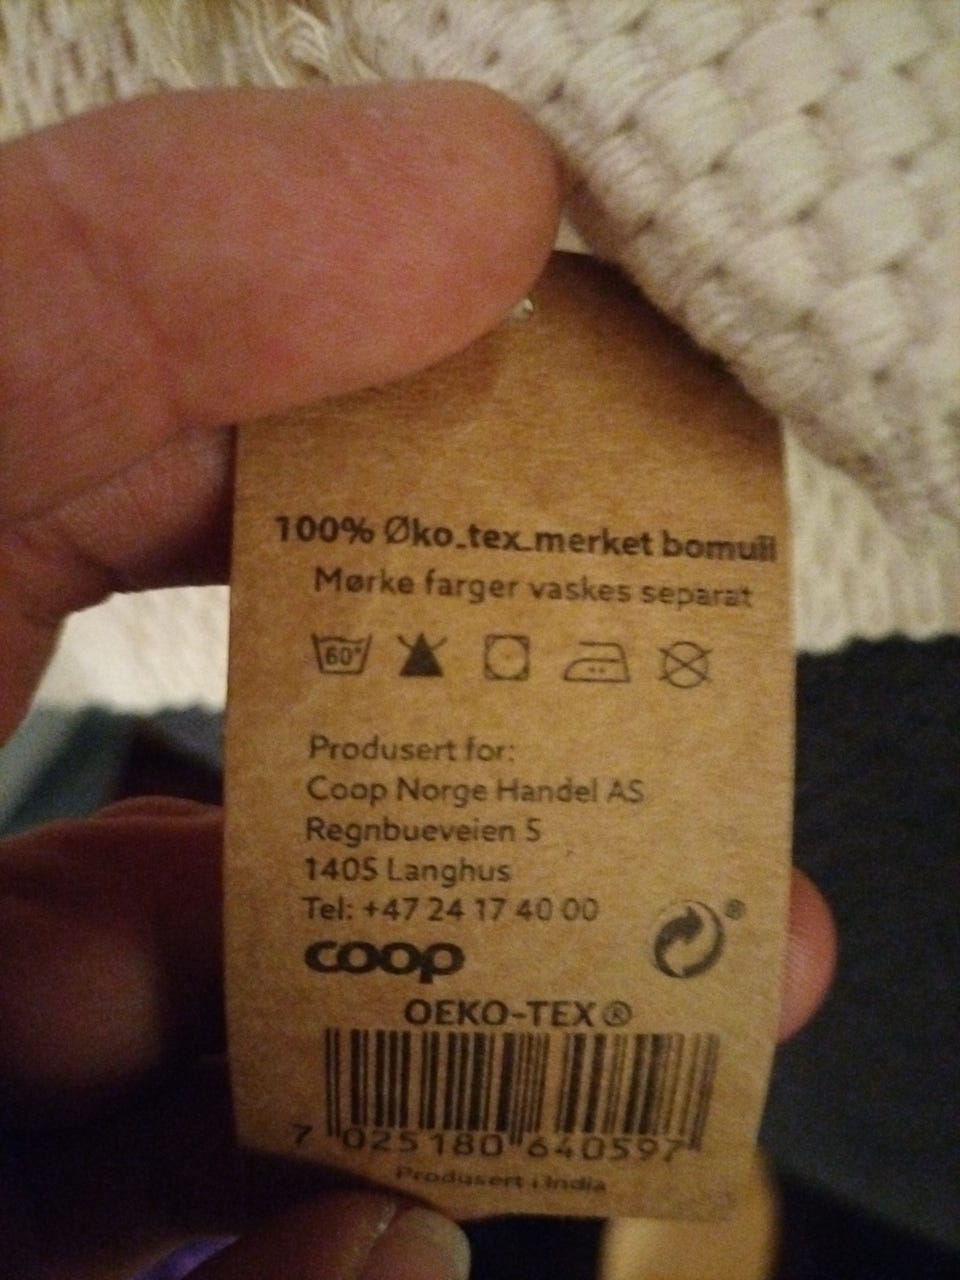 100% Øko_tex_merket bomull
Mørke farger vaskes separat
60°
Produsert for:
Coop Norge Handel AS
Regnbueveien 5
1405 Langhus
Tel: +47 24 17 40 00
coop
®
OEKO-TEX®
7 025180 640597
Produsert i India